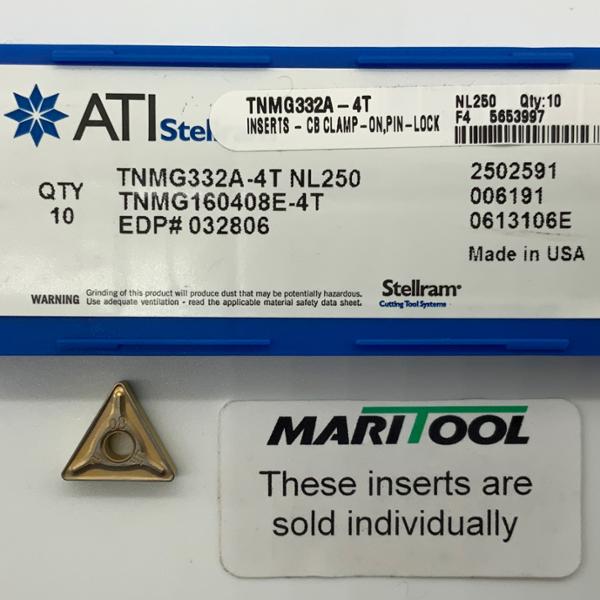 ATI Stell
TNMG332A-4T
INSERTS - CB CLAMP-ON,PIN-LOCK
NL250 Qty:10
F4 5653997
QTY
10
TNMG332A-4T NL250
TNMG160408E-4T
EDP# 032806
2502591
006191
0613106E
Made in USA
WARNING Grinding of this product will produce dust that may be potentially hazardous.
Use adequate ventilation - read the applicable material safety data sheet.
Stellram®
Cutting Tool Systems
08
MARITOOL
These inserts are
sold individually